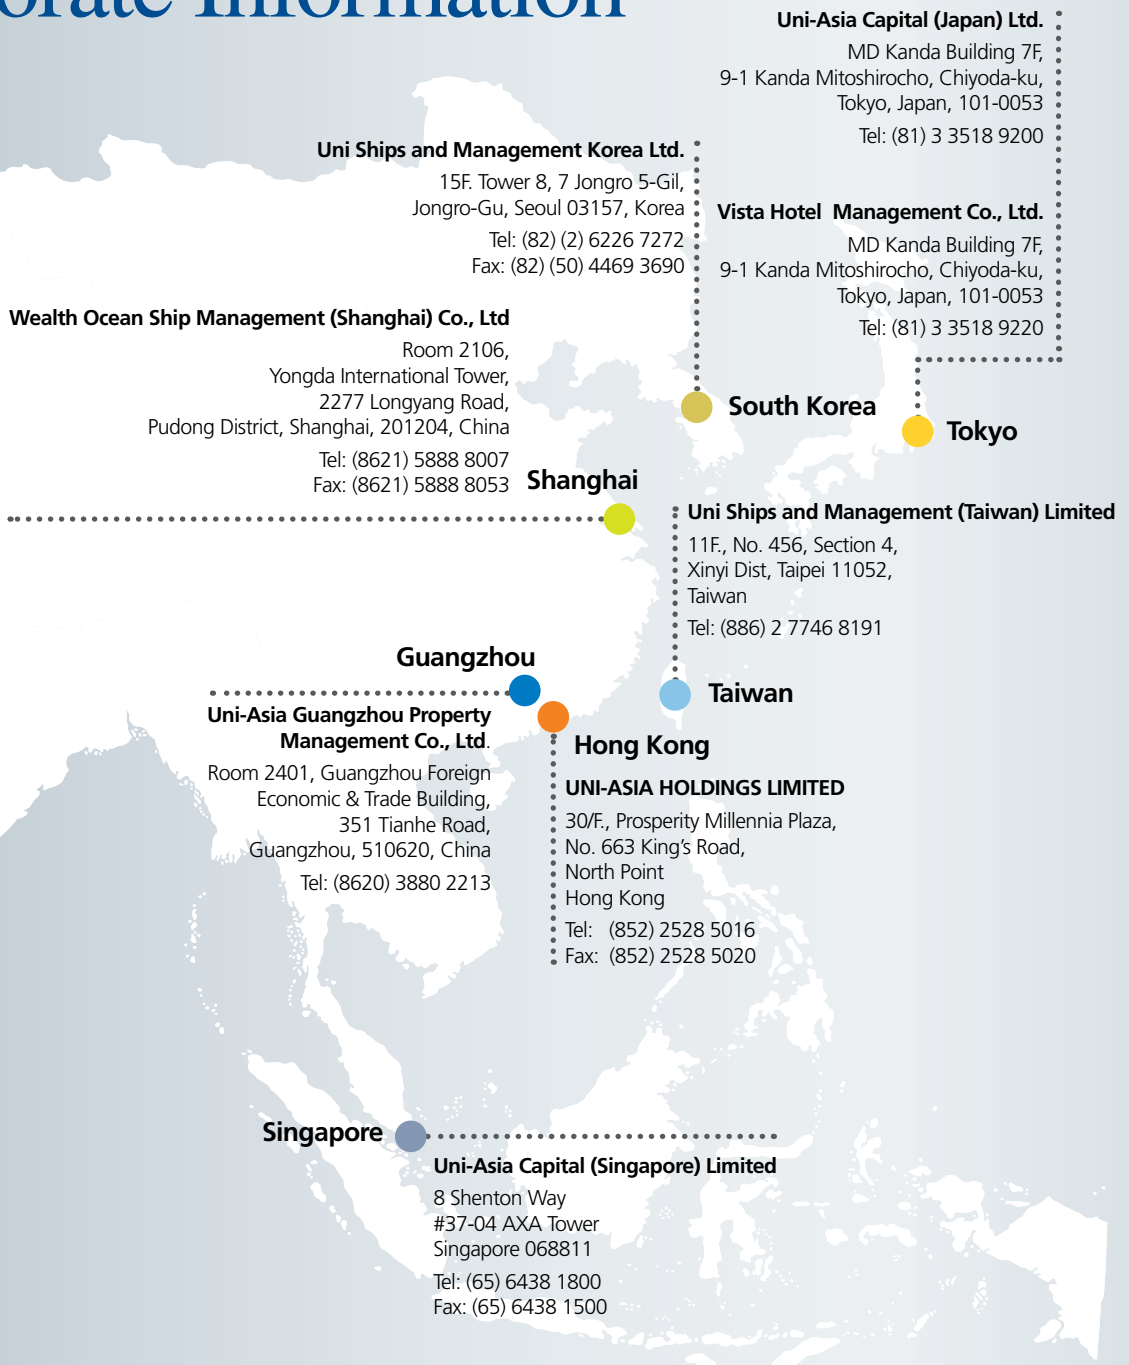 Information
Uni-Asia Capital (Japan) Ltd.
MD Kanda Building 7F,
9-1 Kanda Mitoshirocho, Chiyoda-ku,
Tokyo, Japan, 101-0053
Tel: (81) 3 3518 9200
Uni Ships and Management Korea Ltd.
15F. Tower 8, 7 Jongro 5-Gil,
Jongro-Gu, Seoul 03157, Korea
Tel: (82) (2) 6226 7272
Fax: (82) (50) 4469 3690
Vista Hotel Management Co., Ltd.
MD Kanda Building 7F,
9-1 Kanda Mitoshirocho, Chiyoda-ku,
Tokyo, Japan, 101-0053
Tel: (81) 3 3518 9220
Wealth Ocean Ship Management (Shanghai) Co., Ltd
Room 2106,
Yongda International Tower,
2277 Longyang Road,
Pudong District, Shanghai, 201204, China
Tel: (8621) 5888 8007
Fax: (8621) 5888 8053
South Korea
Tokyo
Shanghai
Uni Ships and Management (Taiwan) Limited
11F., No. 456, Section 4,
Xinyi Dist, Taipei 11052,
Taiwan
Tel: (886) 2 7746 8191
Guangzhou
Taiwan
Uni-Asia Guangzhou Property
Management Co., Ltd.
Room 2401, Guangzhou Foreign
Economic & Trade Building,
351 Tianhe Road,
Guangzhou, 510620, China
Tel: (8620) 3880 2213
Hong Kong
UNI-ASIA HOLDINGS LIMITED
30/F., Prosperity Millennia Plaza,
No. 663 King's Road,
North Point
Hong Kong
Tel: (852) 2528 5016
Fax: (852) 2528 5020
Singapore
Uni-Asia Capital (Singapore) Limited
8 Shenton Way
#37-04 AXA Tower
Singapore 068811
Tel: (65) 6438 1800
Fax: (65) 6438 1500